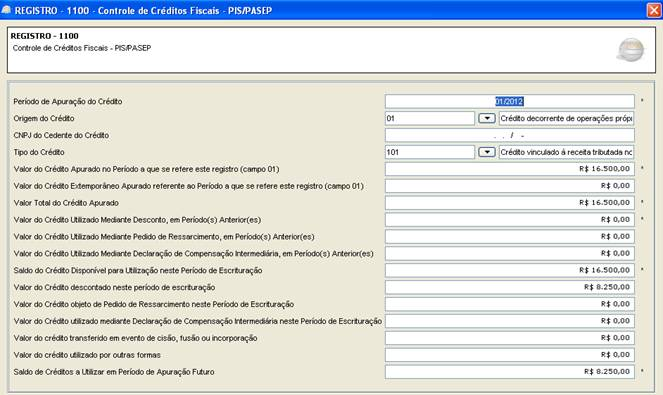 REGISTRO - 1100 - Controle de Créditos Fiscais - PIS/PASEP
REGISTRO - 1100
Controle de Créditos Fiscais - PIS/PASEP
Período de Apuração do Crédito 01/2012 *
Origem do Crédito 01 Crédito decorrente de operações própri
CNPJ do Cedente do Crédito . . / -
Tipo do Crédito 101 Crédito vinculado à receita tributada no
Valor do Crédito Apurado no Período a que se refere este registro (campo 01) R$ 16.500,00 *
Valor do Crédito Extemporâneo Apurado referente ao Período a que se refere este registro (campo 01) R$ 0,00
Valor Total do Crédito Apurado R$ 16.500,00 *
Valor do Crédito Utilizado Mediante Desconto, em Período(s) Anterior(es) R$ 0,00 *
Valor do Crédito Utilizado Mediante Pedido de Ressarcimento, em Período(s) Anterior(es) R$ 0,00
Valor do Crédito Utilizado Mediante Declaração de Compensação Intermediária, em Período(s) Anterior(es) R$ 0,00
Saldo do Crédito Disponível para Utilização neste Período de Escrituração R$ 16.500,00 *
Valor do Crédito descontado neste período de escrituração R$ 8.250,00
Valor do Crédito objeto de Pedido de Ressarcimento neste Período de Escrituração R$ 0,00
Valor do Crédito utilizado mediante Declaração de Compensação Intermediária neste Período de Escrituração R$ 0,00
Valor do crédito transferido em evento de cisão, fusão ou incorporação R$ 0,00
Valor do crédito utilizado por outras formas R$ 0,00
Saldo de Créditos a Utilizar em Período de Apuração Futuro R$ 8.250,00 *